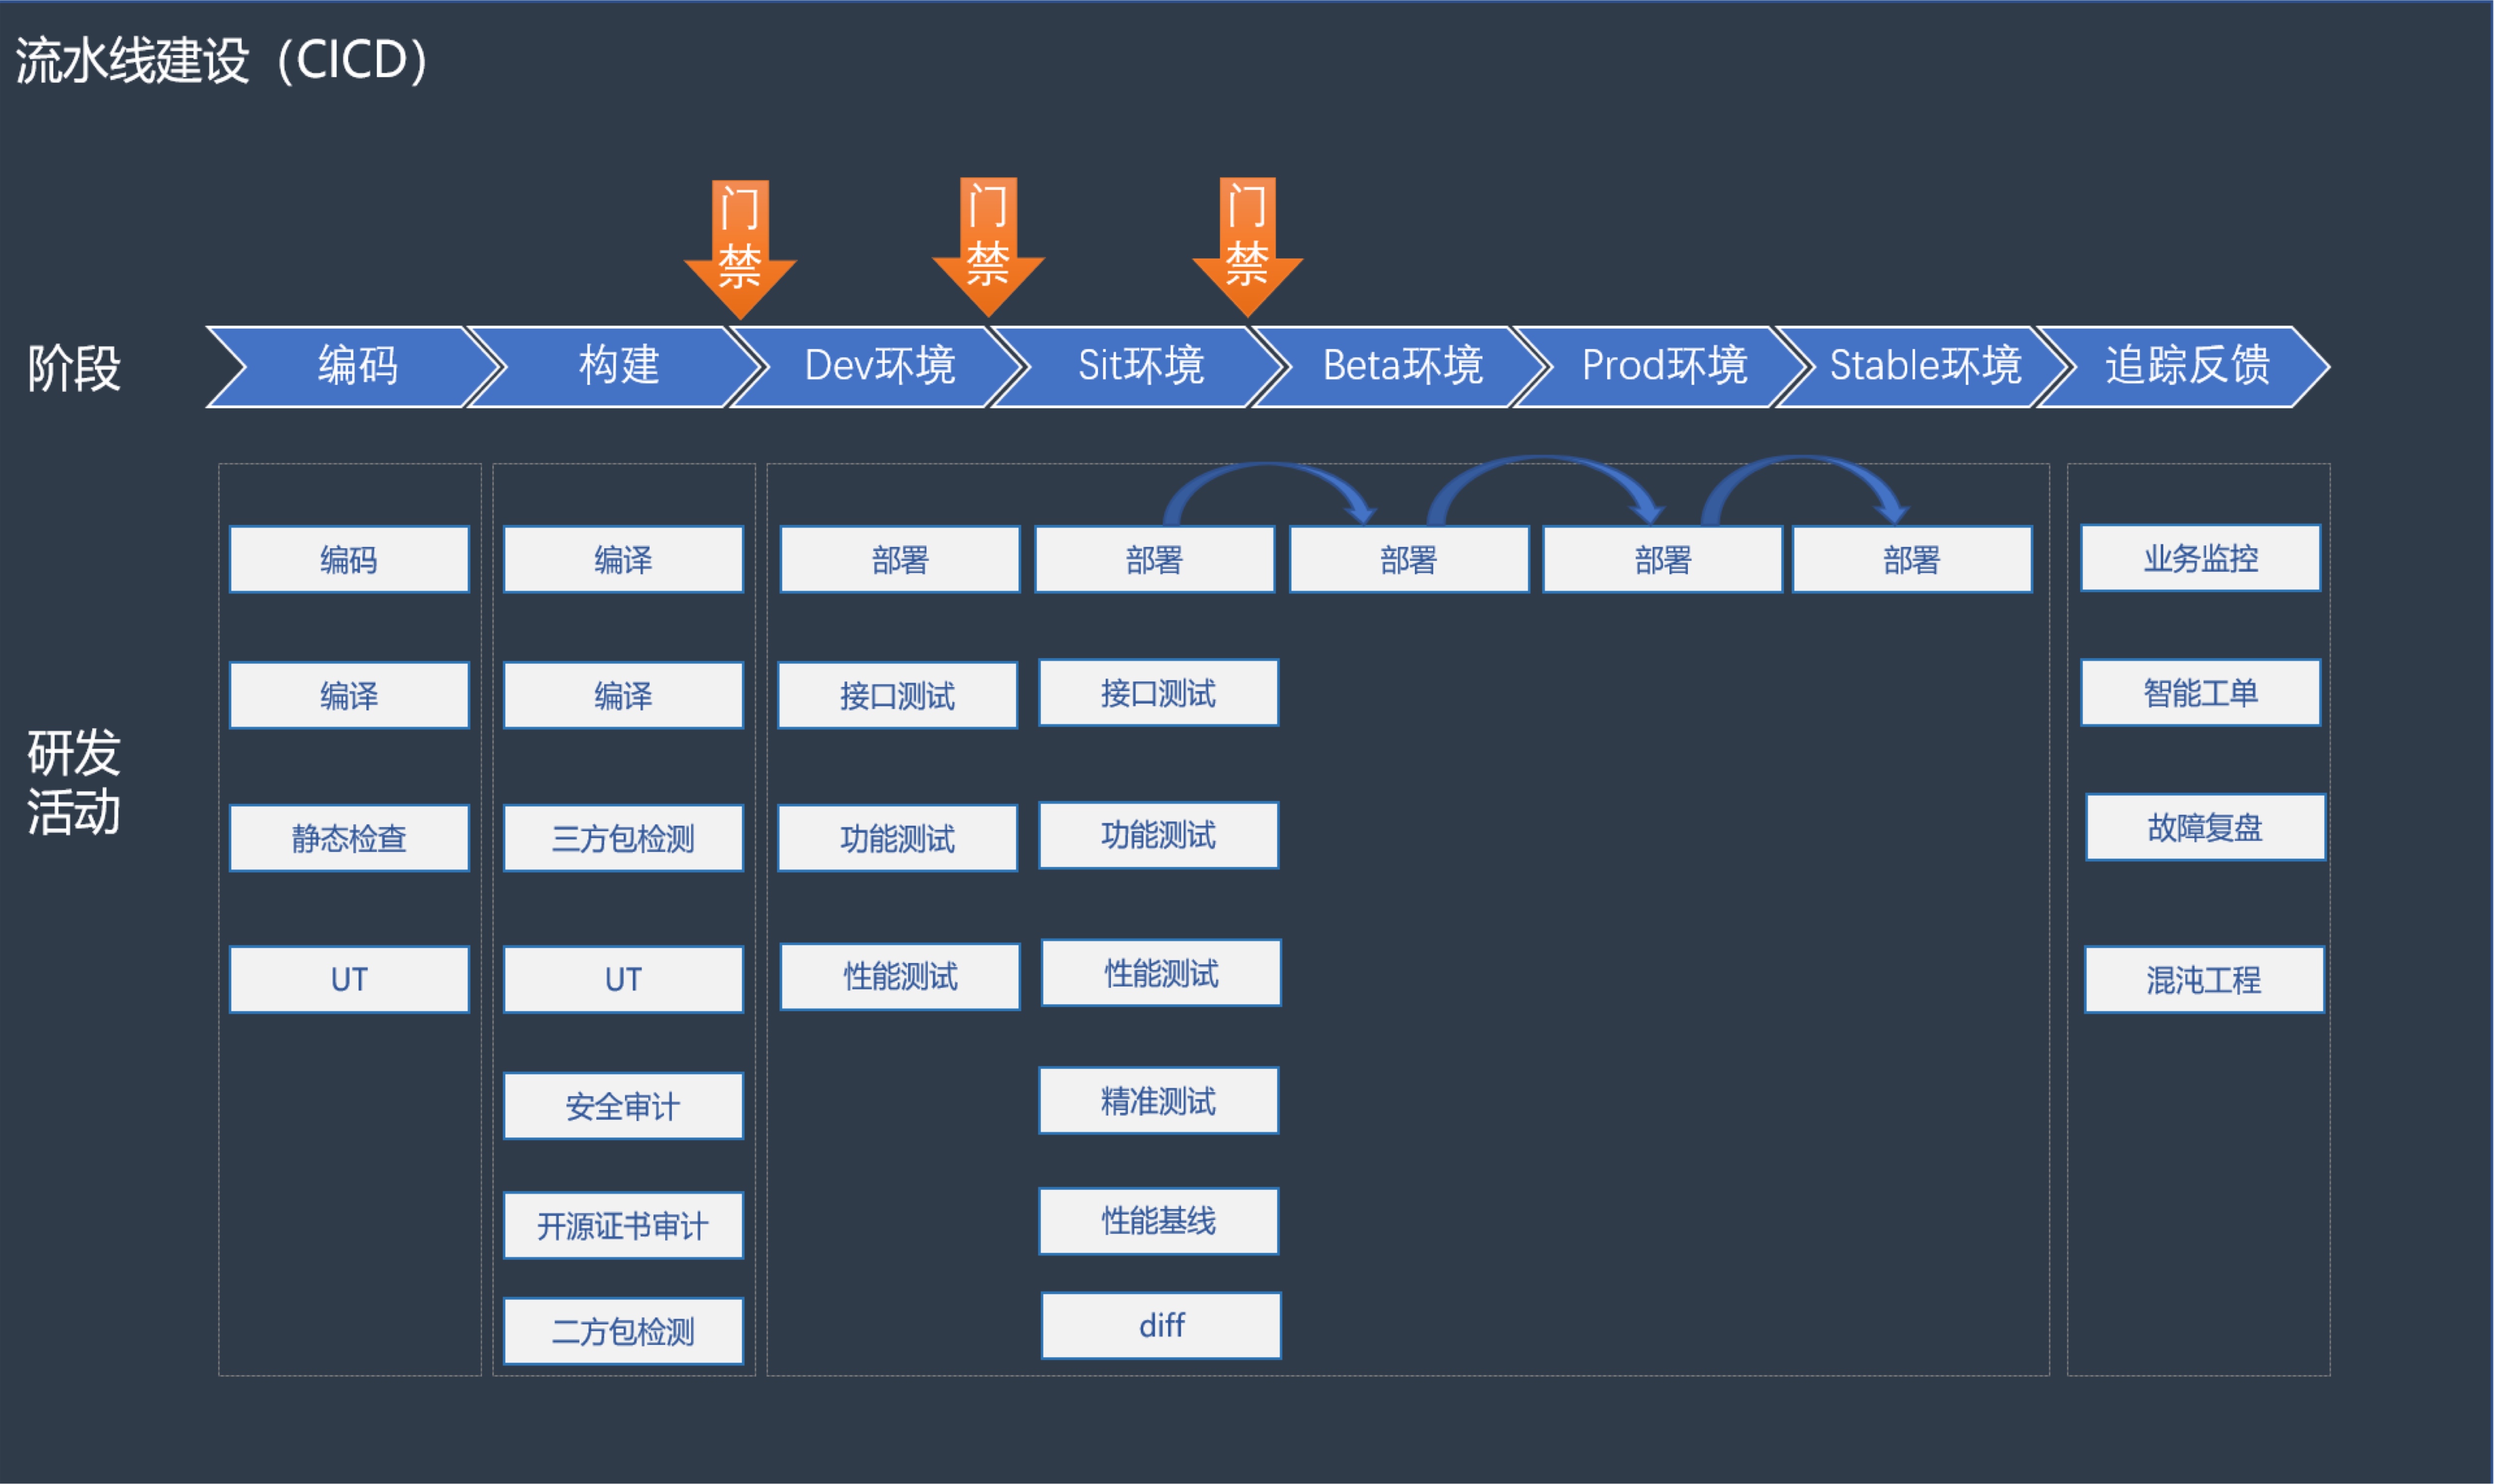 流水线建设（CICD）
门
禁
门
禁
门
禁
阶段
编码
构建
Dev环境
Sit环境
Beta环境
Prod环境
Stable环境
追踪反馈
研发
活动
编码
编译
部署
部署
部署
部署
部署
业务监控
编译
编译
接口测试
接口测试
智能工单
静态检查
三方包检测
功能测试
功能测试
故障复盘
UT
UT
性能测试
性能测试
混沌工程
安全审计
精准测试
开源证书审计
性能基线
二方包检测
diff